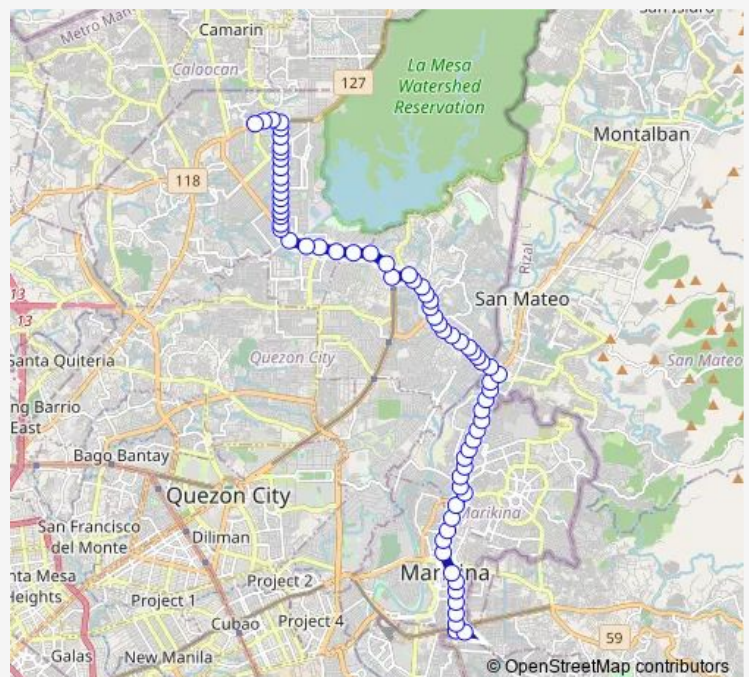 San Isidro
Metro Man
Camarin
Caloocan
127
La Mesa
Watershed
Reservation
Montalban
118
Rizal
San Mateo
13
13
Santa Quiteria
Quezon City
San Mateo
ng Barrio
East
Bago Bantay
Quezon City
Marikina
San Francisco
del Monte
Diliman
nta Mesa
Heights
Project 2
Project 1
Cubao
Project 4
59
Galas
New Manila
© OpenStreetMap contributors